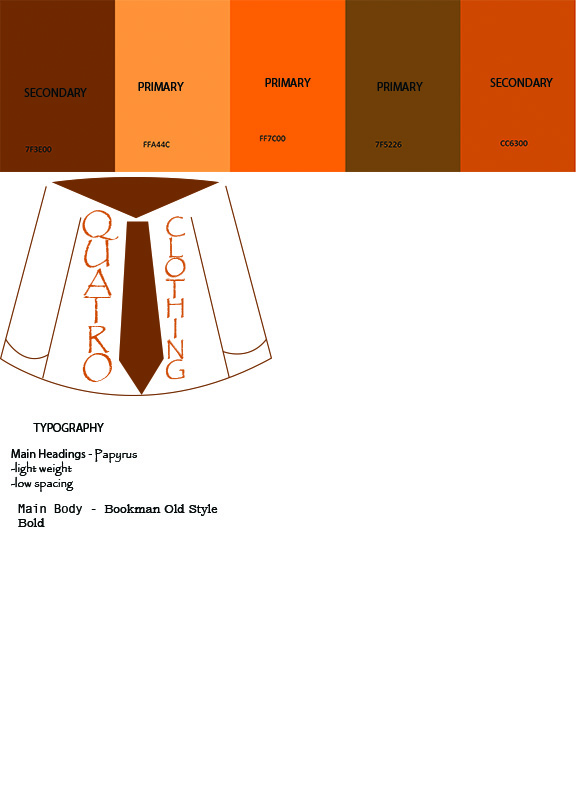 SECONDARY
PRIMARY
PRIMARY
PRIMARY
SECONDARY
7F3E00
FFA44C
FF7C00
7F5226
CC6300
QUATRO
CLOTHING
TYPOGRAPHY
Main Headings - Papyrus
-light weight
-low spacing
Main Body - Bookman Old Style
Bold